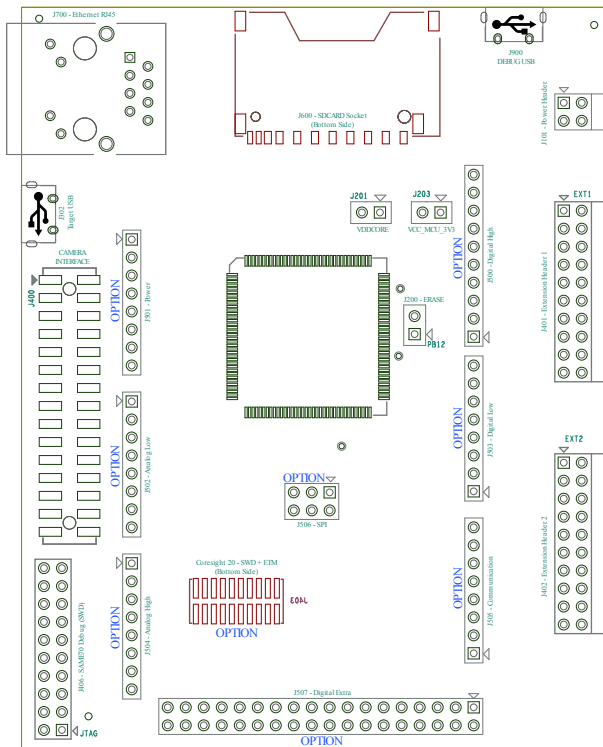 J700 - Ethernet RJ45
J900
DEBUG USB
J600 - SDCARD Socket
(Bottom Side)
J101 - Power Header
J302
Target USB
J201
VDDCORE
J203
VCC_MCU_3V3
EXT1
J401 - Extension Header 1
J500 - Digital High
OPTION
CAMERA
INTERFACE
J400
OPTION
J501 - Power
J200 - ERASE
PB12
OPTION
J502 - Analog Low
OPTION
J503 - Digital Low
EXT2
J402 - Extension Header 2
OPTION
J506 - SPI
Coresight 20 - SWD + ETM
(Bottom Side)
J403
OPTION
OPTION
J504 - Analog High
OPTION
J505 - Communication
J406 - SAME70 Debug (SWD)
JTAG
J507 - Digital Extra
OPTION